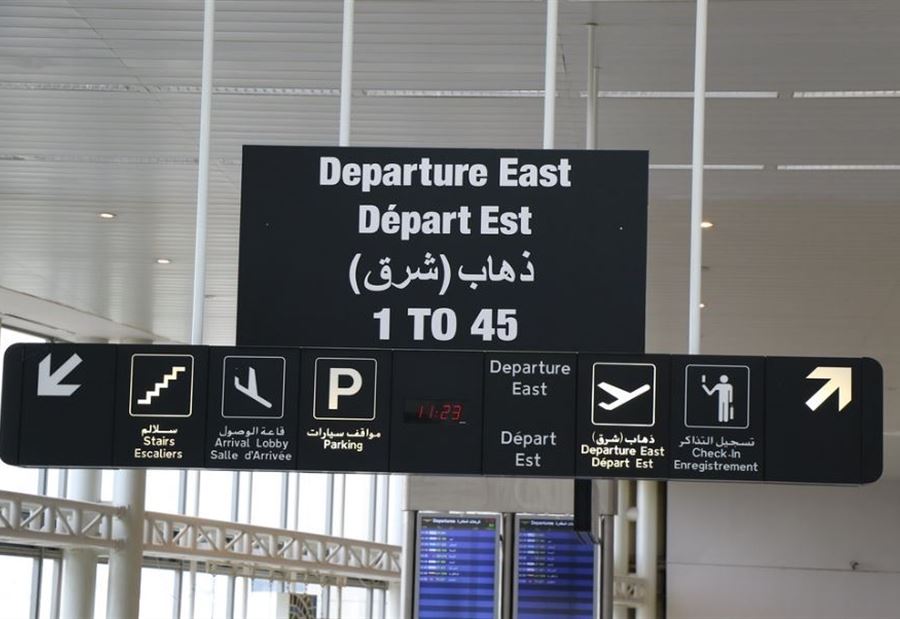 Departure East
Départ Est
ذهاب (شرق)
1 TO 45
سلالم
Stairs
Escaliers
قاعة الوصول
Arrival Lobby
Salle d'Arrivée
P
مواقف سيارات
Parking
11:23
Departure
East
Départ
Est
ذهاب (شرق)
Departure East
Départ Est
تسجيل التذاكر
Check-In
Enregistrement
Departures
Departures